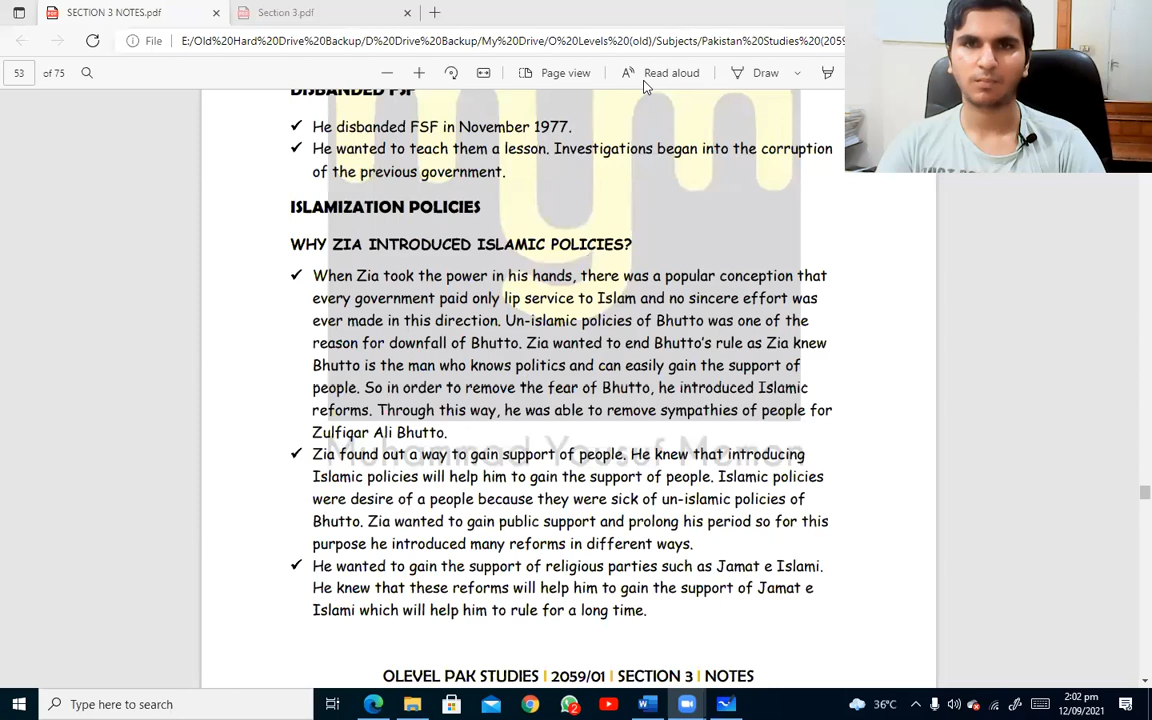 SECTION 3 NOTES.pdf
Section 3.pdf
File E:/Old%20Hard%20Drive%20Backup/D%20Drive%20Backup/My%20Drive/O%20Levels%20(old)/Subjects/Pakistan%20Studies%20(2059
53 of 75
Page view
Read aloud
Draw
DISBANDED FSF
✓ He disbanded FSF in November 1977.
✓ He wanted to teach them a lesson. Investigations began into the corruption
of the previous government.
ISLAMIZATION POLICIES
WHY ZIA INTRODUCED ISLAMIC POLICIES?
✓ When Zia took the power in his hands, there was a popular conception that
every government paid only lip service to Islam and no sincere effort was
ever made in this direction. Un-islamic policies of Bhutto was one of the
reason for downfall of Bhutto. Zia wanted to end Bhutto's rule as Zia knew
Bhutto is the man who knows politics and can easily gain the support of
people. So in order to remove the fear of Bhutto, he introduced Islamic
reforms. Through this way, he was able to remove sympathies of people for
Zulfiqar Ali Bhutto.
Muhammad Yousuf Memon
✓ Zia found out a way to gain support of people. He knew that introducing
Islamic policies will help him to gain the support of people. Islamic policies
were desire of a people because they were sick of un-islamic policies of
Bhutto. Zia wanted to gain public support and prolong his period so for this
purpose he introduced many reforms in different ways.
✓ He wanted to gain the support of religious parties such as Jamat e Islami.
He knew that these reforms will help him to gain the support of Jamat e
Islami which will help him to rule for a long time.
OLEVEL PAK STUDIES | 2059/01 | SECTION 3 | NOTES
Type here to search
2
36°C
2:02 pm
12/09/2021